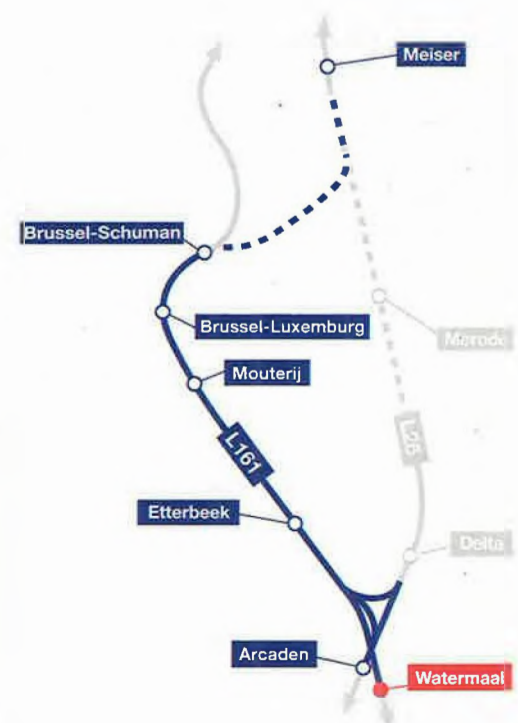 Meiser
Brussel-Schuman
Brussel-Luxemburg
Merode
Mouterij
L161
L26
Etterbeek
Delta
Arcaden
Watermaal